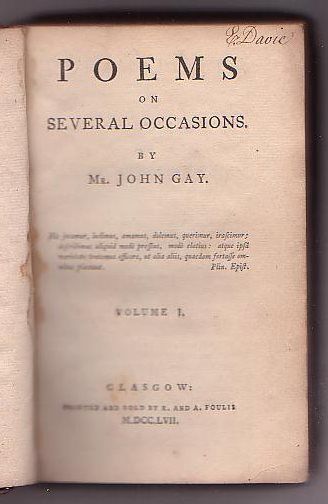 E. Davie
POEMS
ON
SEVERAL OCCASIONS.
BY
MR. JOHN GAY.
His jocamur, ludimus, amamus, dolemus, querimur, irascimur;
describimus aliquid modo pressius, modo elatius: atque ipsa
varietate tentamus efficere, ut alia aliis, quaedam fortasse om-
nibus placeant. Plin. Epist.
VOLUME I.
GLASGOW:
PRINTED AND SOLD BY R. AND A. FOULIS
M.DCC.LVII.